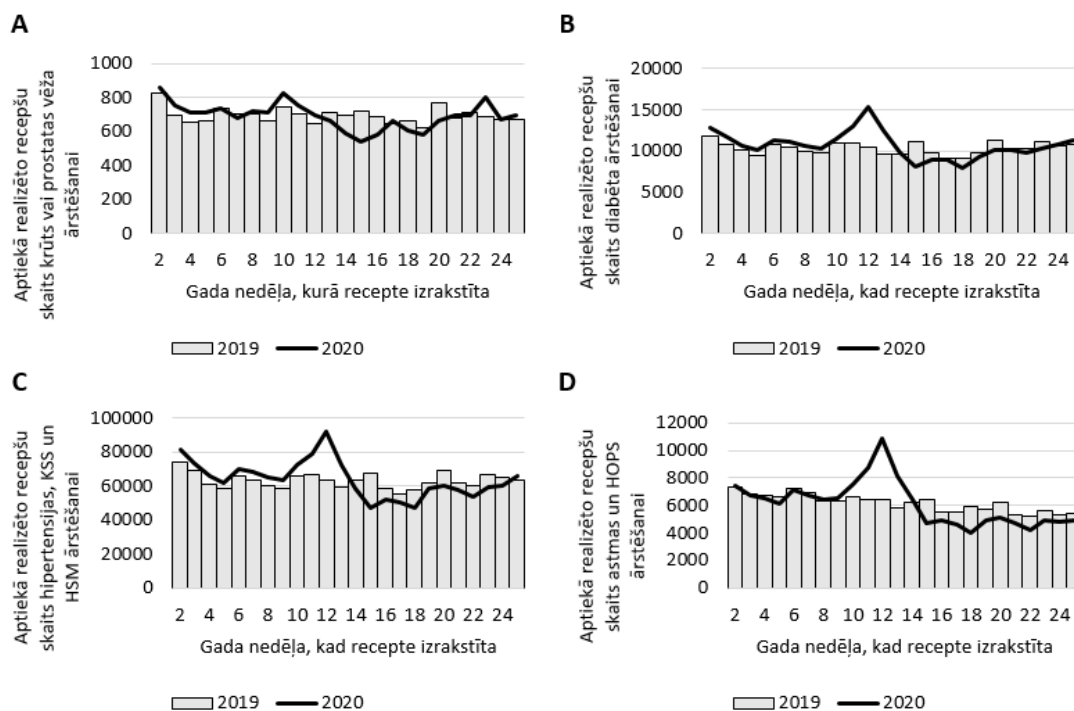 A
Aptiekā realizēto recepšu
skaits krūts vai prostatas vēža
ārstēšanai
1000
800
600
400
200
0
2 4 6 8 10 12 14 16 18 20 22 24
Gada nedēļa, kurā recepte izrakstīta
2019 2020
B
Aptiekā realizēto recepšu
skaits diabēta ārstēšanai
20000
15000
10000
5000
0
2 4 6 8 10 12 14 16 18 20 22 24
Gada nedēļa, kad recepte izrakstīta
2019 2020
C
Aptiekā realizēto recepšu
skaits hipertensijas, KSS un
HSM ārstēšanai
100000
80000
60000
40000
20000
0
2 4 6 8 10 12 14 16 18 20 22 24
Gada nedēļa, kad recepte izrakstīta
2019 2020
D
Aptiekā realizēto recepšu
skaits astmas un HOPS
ārstēšanai
12000
10000
8000
6000
4000
2000
0
2 4 6 8 10 12 14 16 18 20 22 24
Gada nedēļa, kad recepte izrakstīta
2019 2020